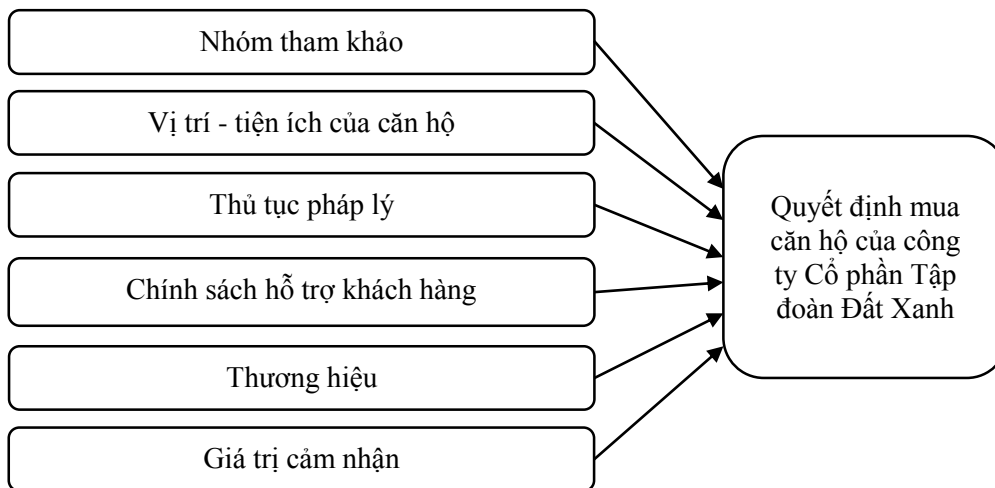 Nhóm tham khảo
Vị trí - tiện ích của căn hộ
Thủ tục pháp lý
Chính sách hỗ trợ khách hàng
Thương hiệu
Giá trị cảm nhận
Quyết định mua
căn hộ của công
ty Cổ phần Tập
đoàn Đất Xanh